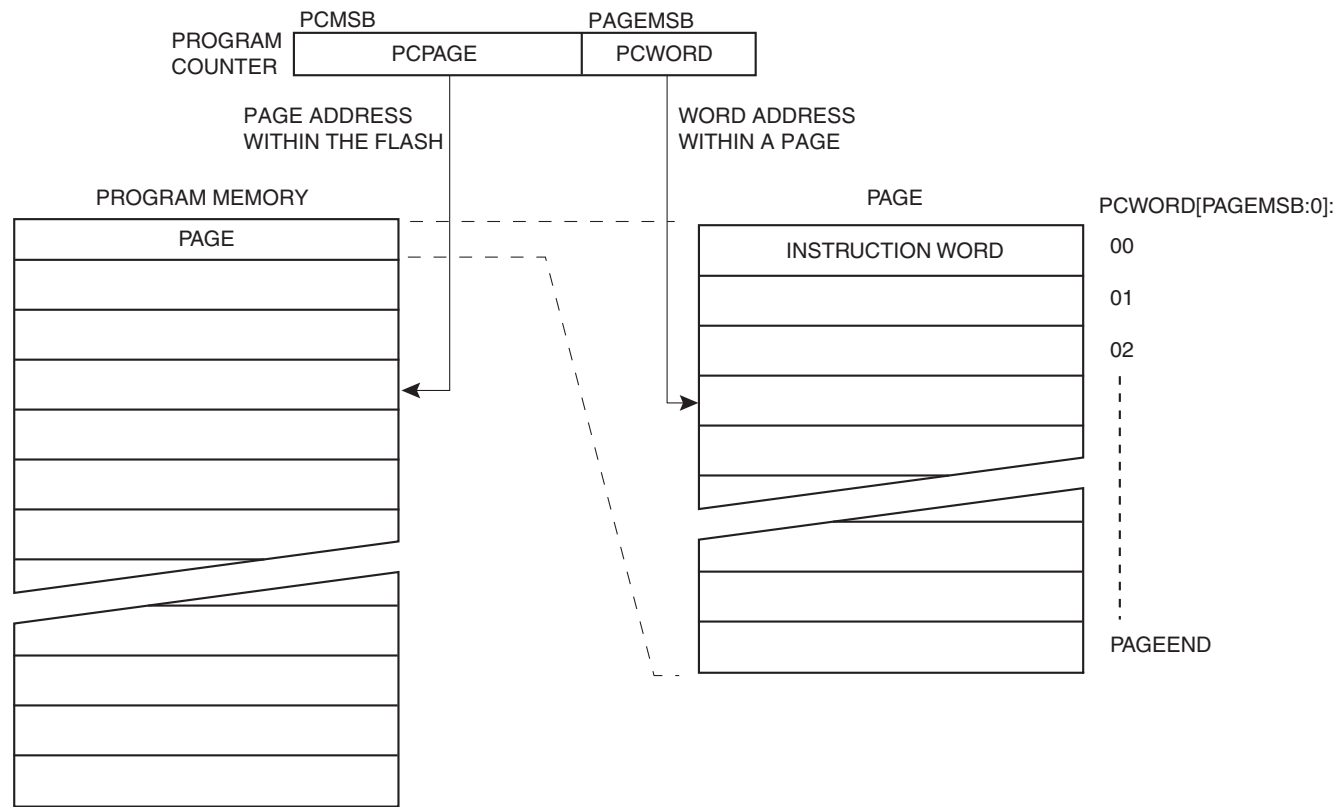 PCMSB PAGEMSB
PROGRAM
COUNTER
PCPAGE PCWORD
PAGE ADDRESS
WITHIN THE FLASH
WORD ADDRESS
WITHIN A PAGE
PROGRAM MEMORY
PAGE
PAGE
INSTRUCTION WORD
PCWORD[PAGEMSB:0]:
00
01
02
PAGEEND